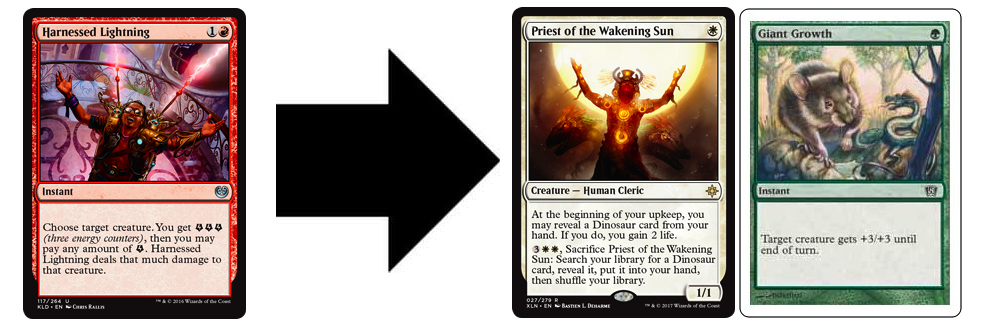 Harnessed Lightning 1
Instant
Choose target creature. You get
(three energy counters), then you may
pay any amount of . Harnessed
Lightning deals that much damage to
that creature.
117/264 U
KLD • EN CHRIS RALLIS
™ & © 2016 Wizards of the Coast
Priest of the Wakening Sun
Creature — Human Cleric
At the beginning of your upkeep, you
may reveal a Dinosaur card from your
hand. If you do, you gain 2 life.
3 , Sacrifice Priest of the Wakening
Sun: Search your library for a Dinosaur
card, reveal it, put it into your hand,
then shuffle your library.
1/1
027/279 R
XLN • EN BASTIEN L. DEHARME
™ & © 2017 Wizards of the Coast
Giant Growth
Instant
Target creature gets +3/+3 until
end of turn.